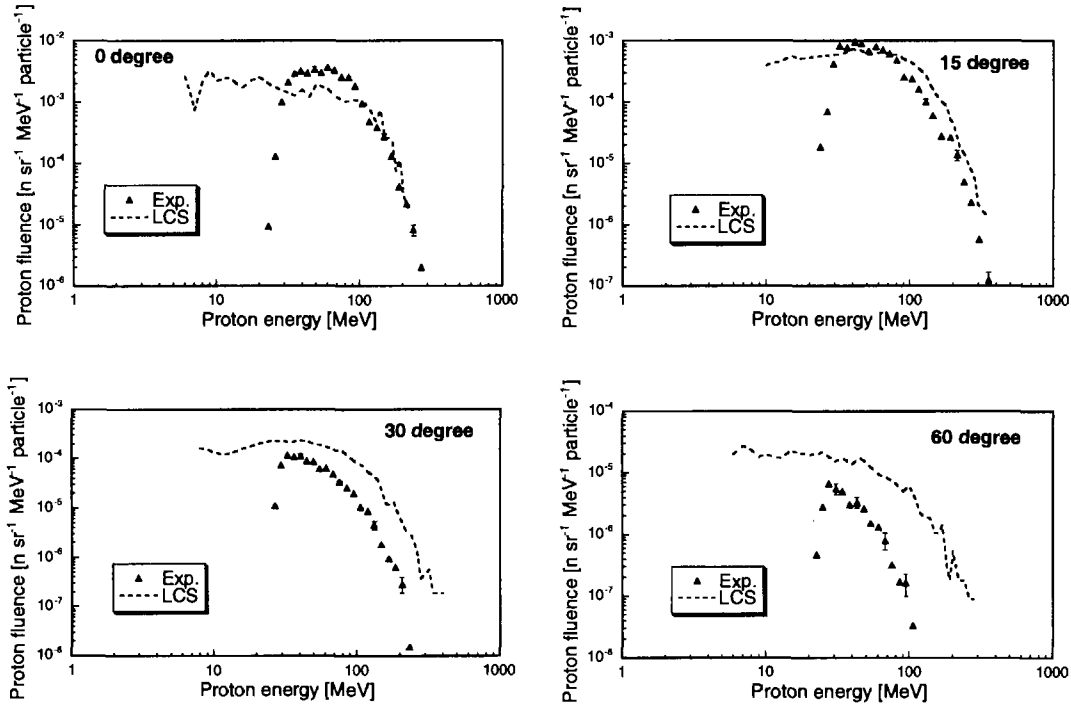 Proton fluence [n sr⁻¹ MeV⁻¹ particle⁻¹]
10⁻²
10⁻³
10⁻⁴
10⁻⁵
10⁻⁶
0 degree
Exp.
LCS
1 10 100 1000
Proton energy [MeV]
Proton fluence [n sr⁻¹ MeV⁻¹ particle⁻¹]
10⁻³
10⁻⁴
10⁻⁵
10⁻⁶
10⁻⁷
15 degree
Exp.
LCS
1 10 100 1000
Proton energy [MeV]
Proton fluence [n sr⁻¹ MeV⁻¹ particle⁻¹]
10⁻³
10⁻⁴
10⁻⁵
10⁻⁶
10⁻⁷
10⁻⁸
30 degree
Exp.
LCS
1 10 100 1000
Proton energy [MeV]
Proton fluence [n sr⁻¹ MeV⁻¹ particle⁻¹]
10⁻⁴
10⁻⁵
10⁻⁶
10⁻⁷
10⁻⁸
60 degree
Exp.
LCS
1 10 100 1000
Proton energy [MeV]